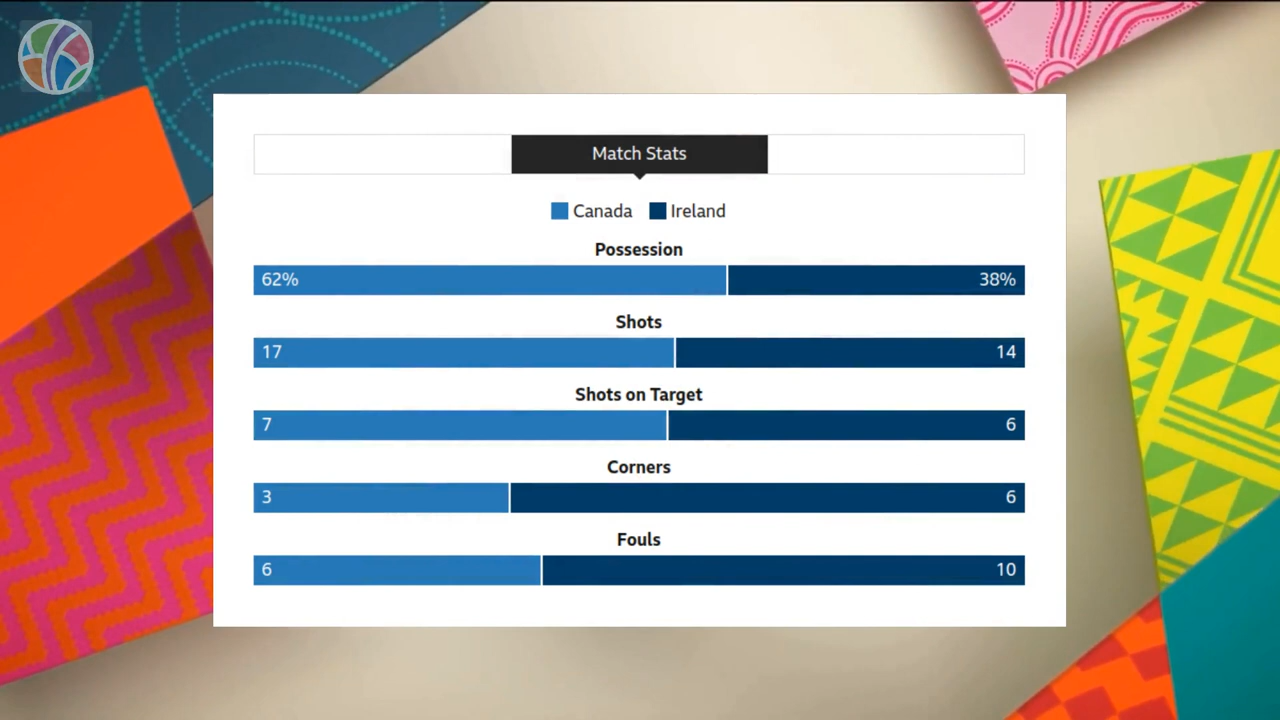 Match Stats
Canada Ireland
Possession
62% 38%
Shots
17 14
Shots on Target
7 6
Corners
3 6
Fouls
6 10